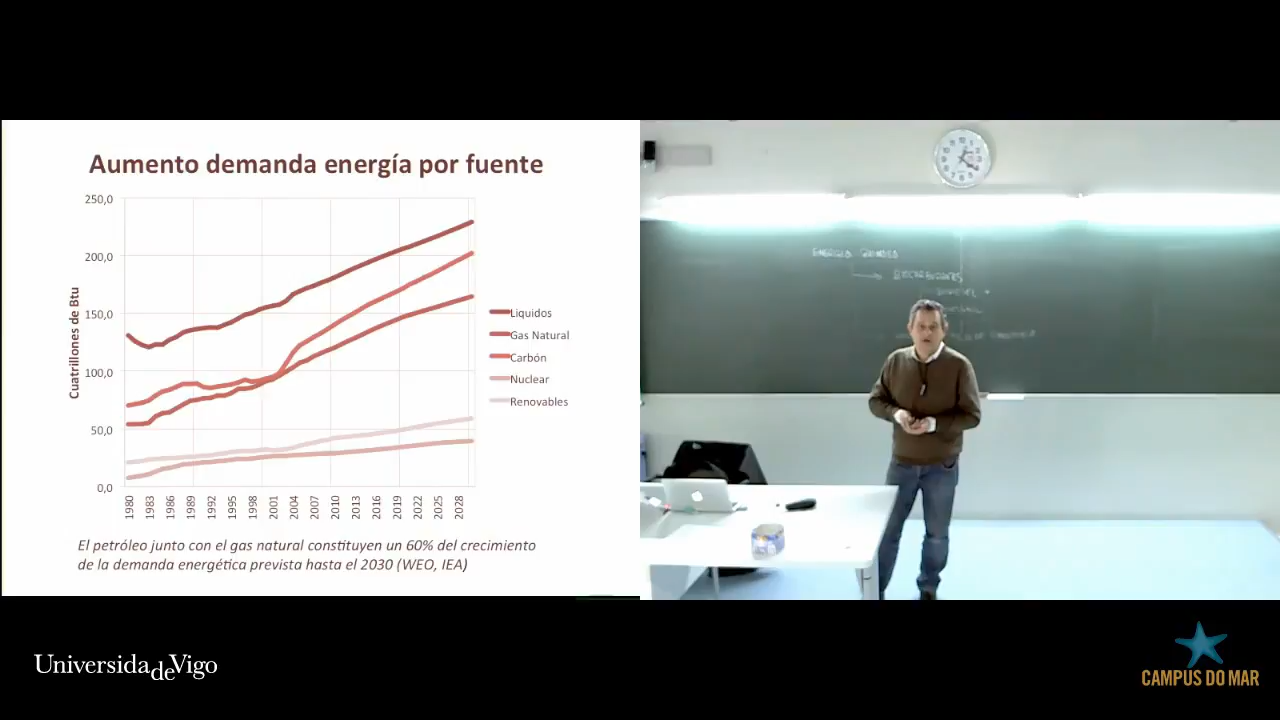 Aumento demanda energía por fuente
250,0
200,0
150,0
100,0
50,0
0,0
Cuatrillones de Btu
1980
1983
1986
1989
1992
1995
1998
2001
2004
2007
2010
2013
2016
2019
2022
2025
2028
Liquidos
Gas Natural
Carbón
Nuclear
Renovables
El petróleo junto con el gas natural constituyen un 60% del crecimiento
de la demanda energética prevista hasta el 2030 (WEO, IEA)
UniversidadeVigo
CAMPUS DO MAR